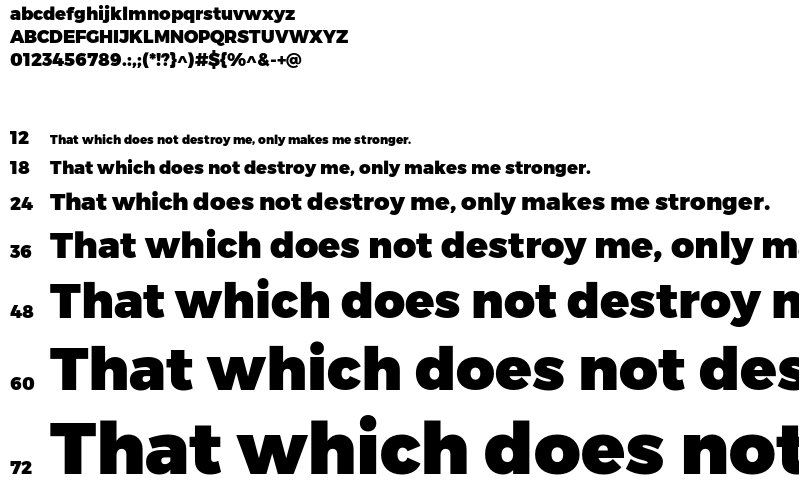 abcdefghijklmnopqrstuvwxyz
ABCDEFGHIJKLMNOPQRSTUVWXYZ
0123456789.:,;(*!?}^)#${%^&-+@
12 That which does not destroy me, only makes me stronger.
18 That which does not destroy me, only makes me stronger.
24 That which does not destroy me, only makes me stronger.
36 That which does not destroy me, only m
48 That which does not destroy n
60 That which does not des
72 That which does not